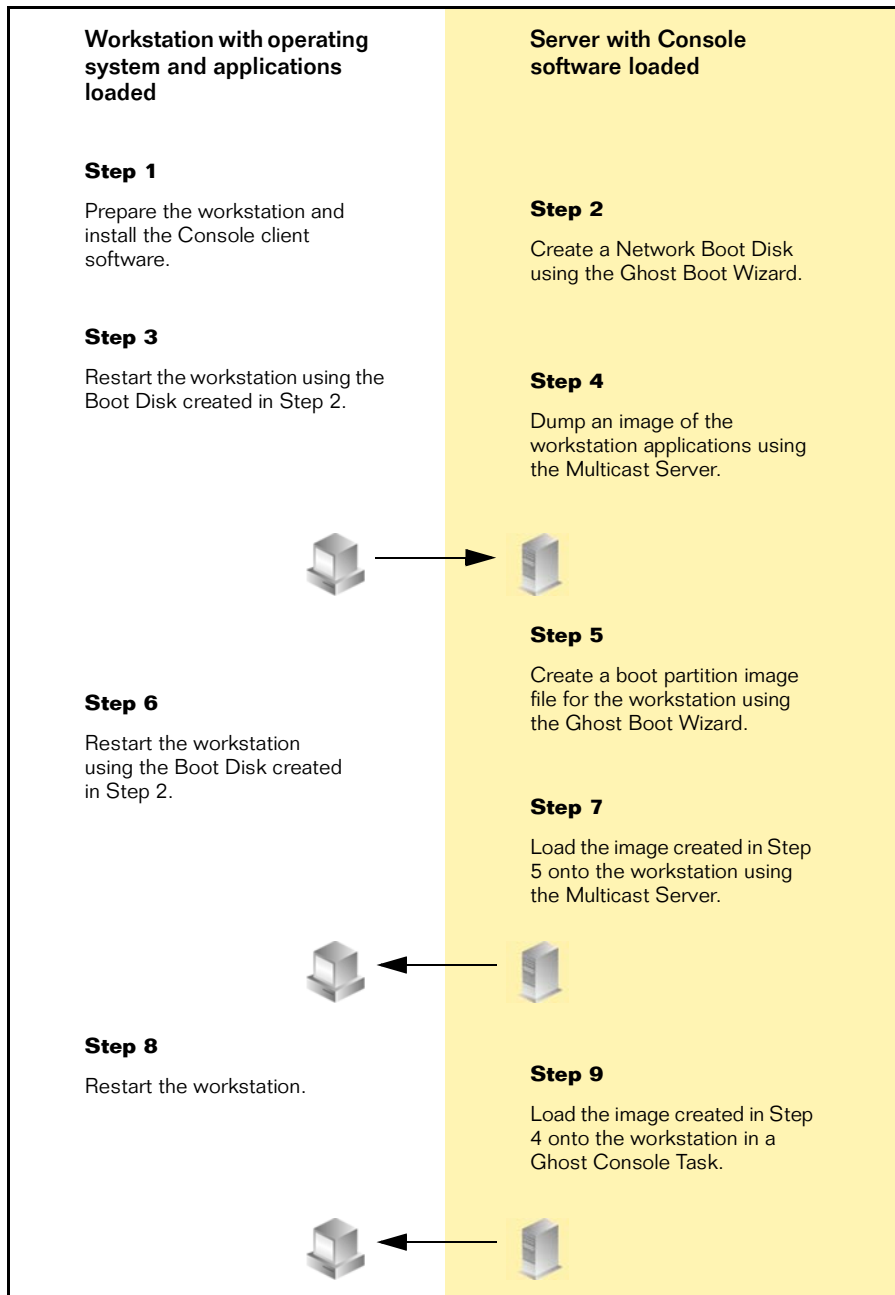 Workstation with operating
system and applications
loaded
Server with Console
software loaded
Step 1
Prepare the workstation and
install the Console client
software.
Step 2
Create a Network Boot Disk
using the Ghost Boot Wizard.
Step 3
Restart the workstation using the
Boot Disk created in Step 2.
Step 4
Dump an image of the
workstation applications using
the Multicast Server.
Step 5
Create a boot partition image
file for the workstation using
the Ghost Boot Wizard.
Step 6
Restart the workstation
using the Boot Disk created
in Step 2.
Step 7
Load the image created in Step
5 onto the workstation using
the Multicast Server.
Step 8
Restart the workstation.
Step 9
Load the image created in Step
4 onto the workstation in a
Ghost Console Task.